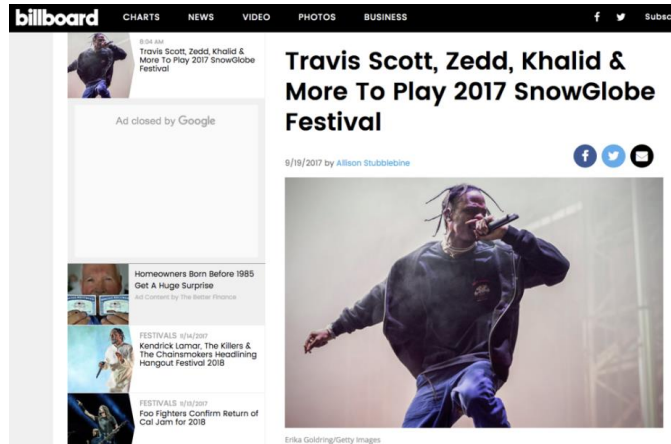 billboard CHARTS NEWS VIDEO PHOTOS BUSINESS
Travis Scott, Zedd, Khalid &
More To Play 2017 SnowGlobe
Festival
9/19/2017 by Allison Stubblebine
Erika Goldring/Getty Images
8:04 AM
Travis Scott, Zedd, Khalid &
More To Play 2017 SnowGlobe
Festival
Ad closed by Google
Homeowners Born Before 1985
Get A Huge Surprise
Ad Content by The Better Finance
FESTIVALS 11/14/2017
Kendrick Lamar, The Killers &
The Chainsmokers Headlining
Hangout Festival 2018
FESTIVALS 11/13/2017
Foo Fighters Confirm Return of
Cal Jam for 2018